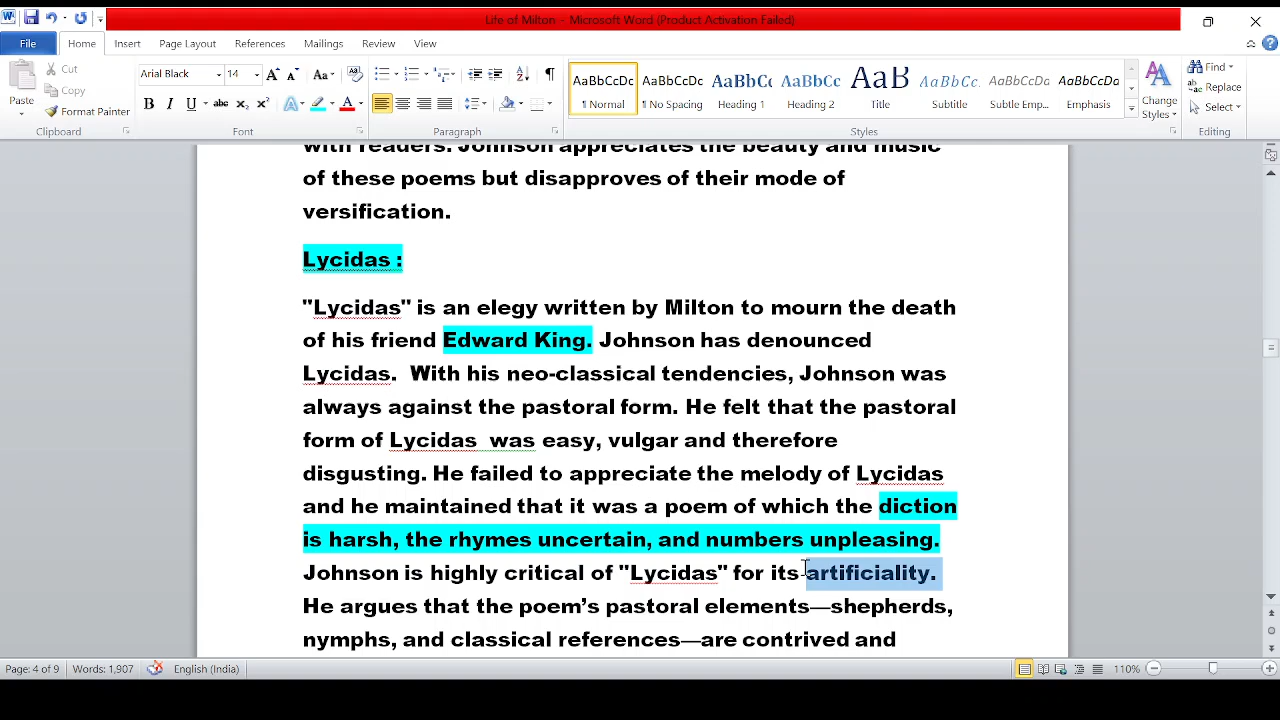 Life of Milton - Microsoft Word (Product Activation Failed)
File Home Insert Page Layout References Mailings Review View
Paste
Cut
Copy
Format Painter
Clipboard
Arial Black 14
Font
Paragraph
AaBbCcDc AaBbCcDc AaBbC AaBbCc AaB AaBbCc. AaBbCcDc AaBbCcDc
¶ Normal ¶ No Spacing Heading 1 Heading 2 Title Subtitle Subtle Emp... Emphasis
Change
Styles
Styles
Find
Replace
Select
Editing
with readers. Johnson appreciates the beauty and music
of these poems but disapproves of their mode of
versification.
Lycidas :
"Lycidas" is an elegy written by Milton to mourn the death
of his friend Edward King. Johnson has denounced
Lycidas.  With his neo-classical tendencies, Johnson was
always against the pastoral form. He felt that the pastoral
form of Lycidas  was easy, vulgar and therefore
disgusting. He failed to appreciate the melody of Lycidas
and he maintained that it was a poem of which the diction
is harsh, the rhymes uncertain, and numbers unpleasing.
Johnson is highly critical of "Lycidas" for its artificiality.
He argues that the poem’s pastoral elements—shepherds,
nymphs, and classical references—are contrived and
Page: 4 of 9 Words: 1,907 English (India) 110%